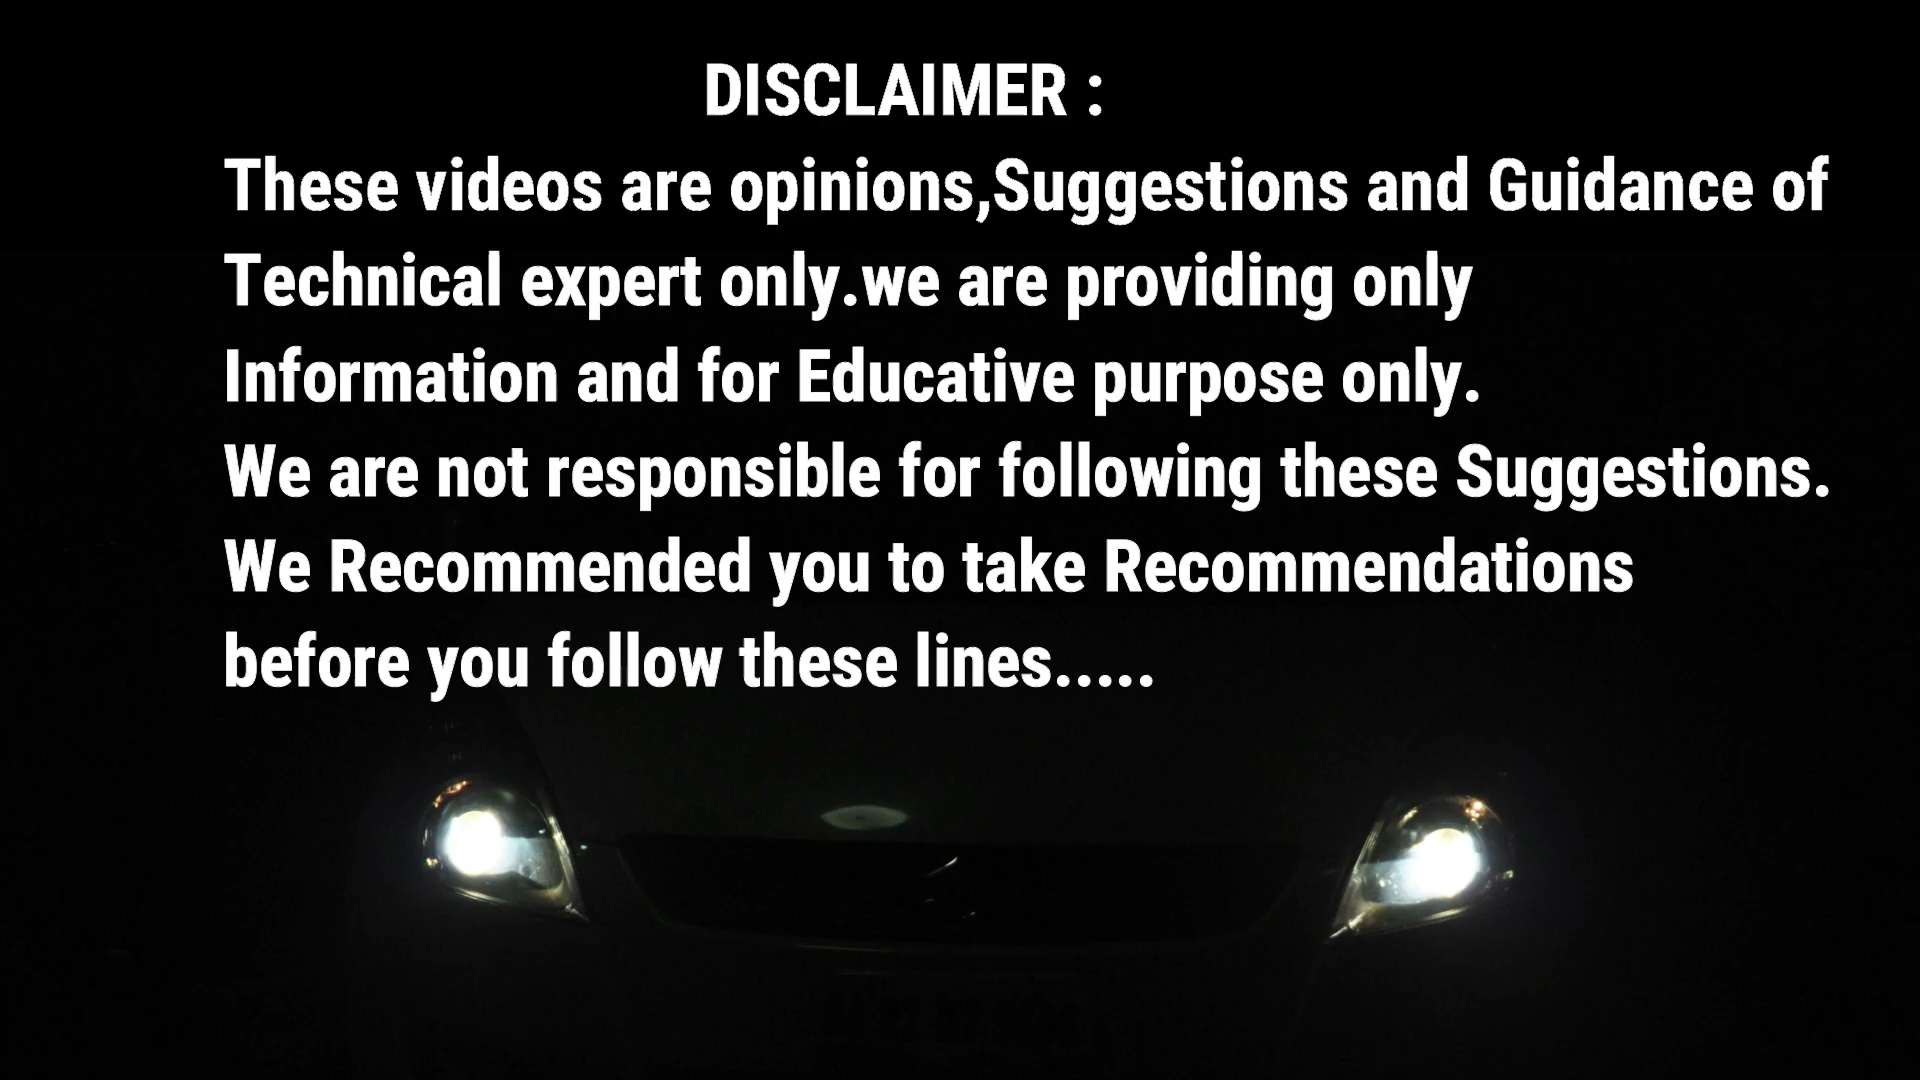 DISCLAIMER :
These videos are opinions,Suggestions and Guidance of
Technical expert only.we are providing only
Information and for Educative purpose only.
We are not responsible for following these Suggestions.
We Recommended you to take Recommendations
before you follow these lines.....